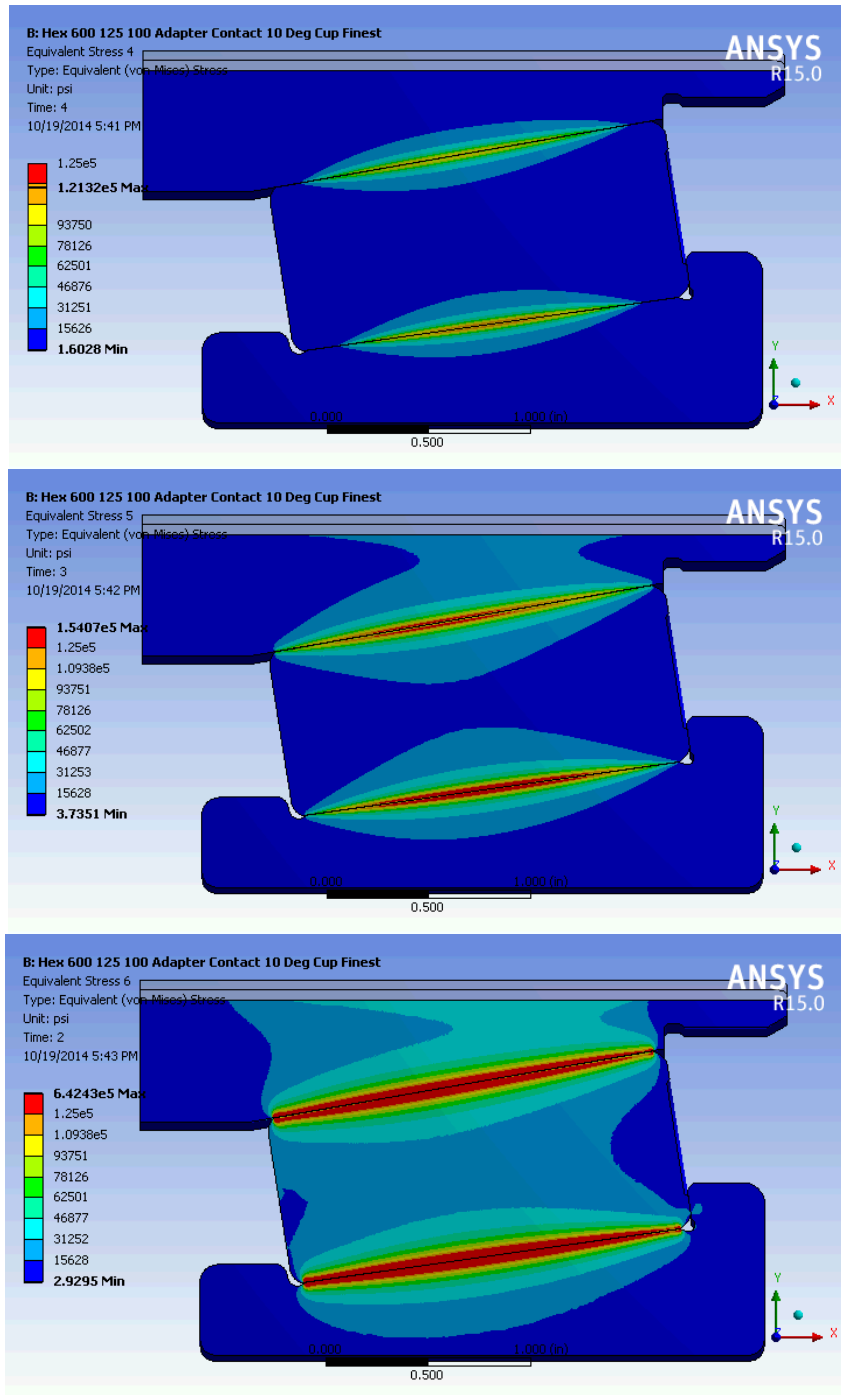 B: Hex 600 125 100 Adapter Contact 10 Deg Cup Finest
Equivalent Stress 4
Type: Equivalent (von-Mises) Stress
Unit: psi
Time: 4
10/19/2014 5:41 PM
ANSYS
R15.0
1.25e5
1.2132e5 Max
93750
78126
62501
46876
31251
15626
1.6028 Min
0.000
1.000 (in)
0.500
Y
Z
X
B: Hex 600 125 100 Adapter Contact 10 Deg Cup Finest
Equivalent Stress 5
Type: Equivalent (von-Mises) Stress
Unit: psi
Time: 3
10/19/2014 5:42 PM
ANSYS
R15.0
1.5407e5 Max
1.25e5
1.0938e5
93751
78126
62502
46877
31253
15628
3.7351 Min
0.000
1.000 (in)
0.500
Y
Z
X
B: Hex 600 125 100 Adapter Contact 10 Deg Cup Finest
Equivalent Stress 6
Type: Equivalent (von-Mises) Stress
Unit: psi
Time: 2
10/19/2014 5:43 PM
ANSYS
R15.0
6.4243e5 Max
1.25e5
1.0938e5
93751
78126
62501
46877
31252
15628
2.9295 Min
0.000
1.000 (in)
0.500
Y
Z
X